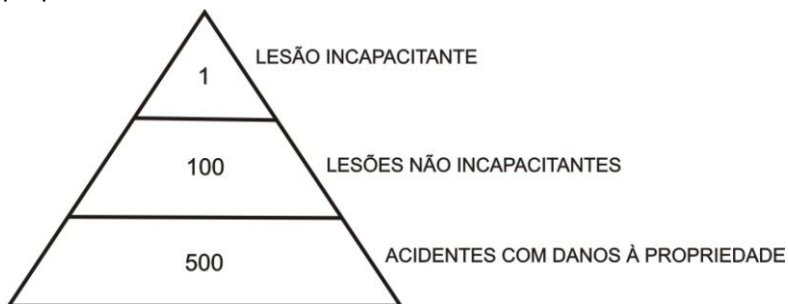 LESÃO INCAPACITANTE
1
100
LESÕES NÃO INCAPACITANTES
500
ACIDENTES COM DANOS À PROPRIEDADE